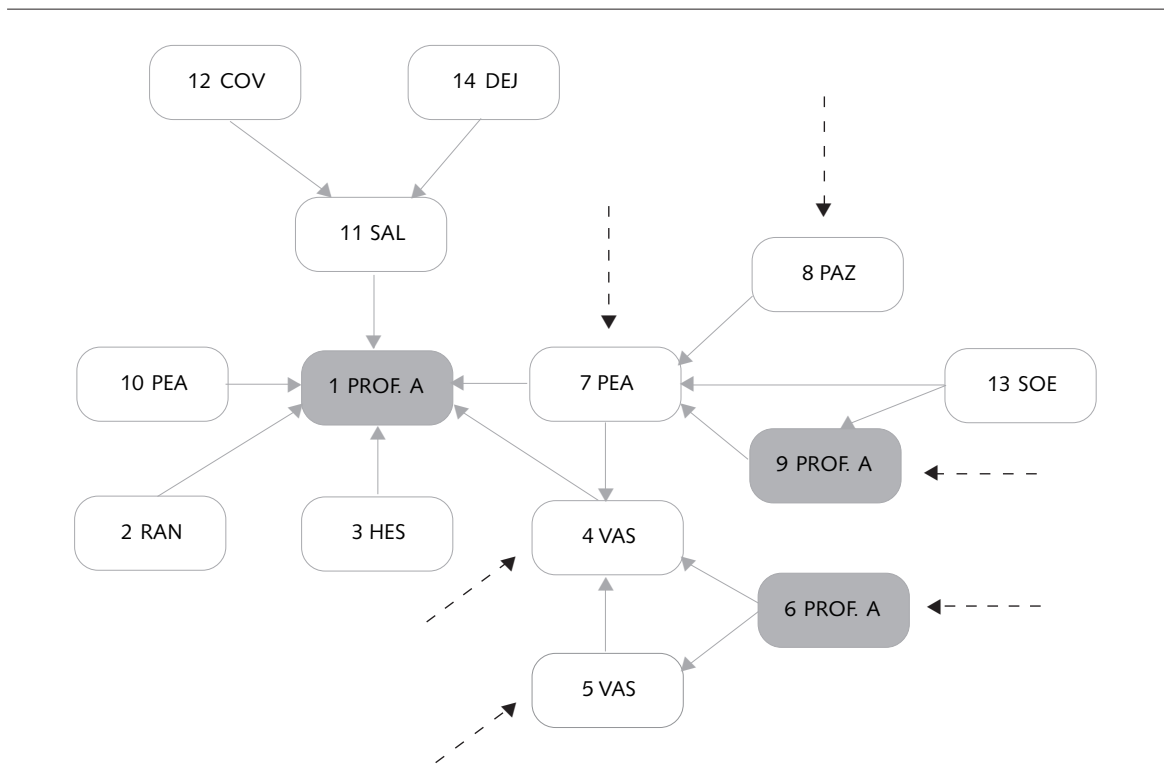 12 COV
14 DEJ
11 SAL
8 PAZ
10 PEA
1 PROF. A
7 PEA
13 SOE
9 PROF. A
2 RAN
3 HES
4 VAS
6 PROF. A
5 VAS